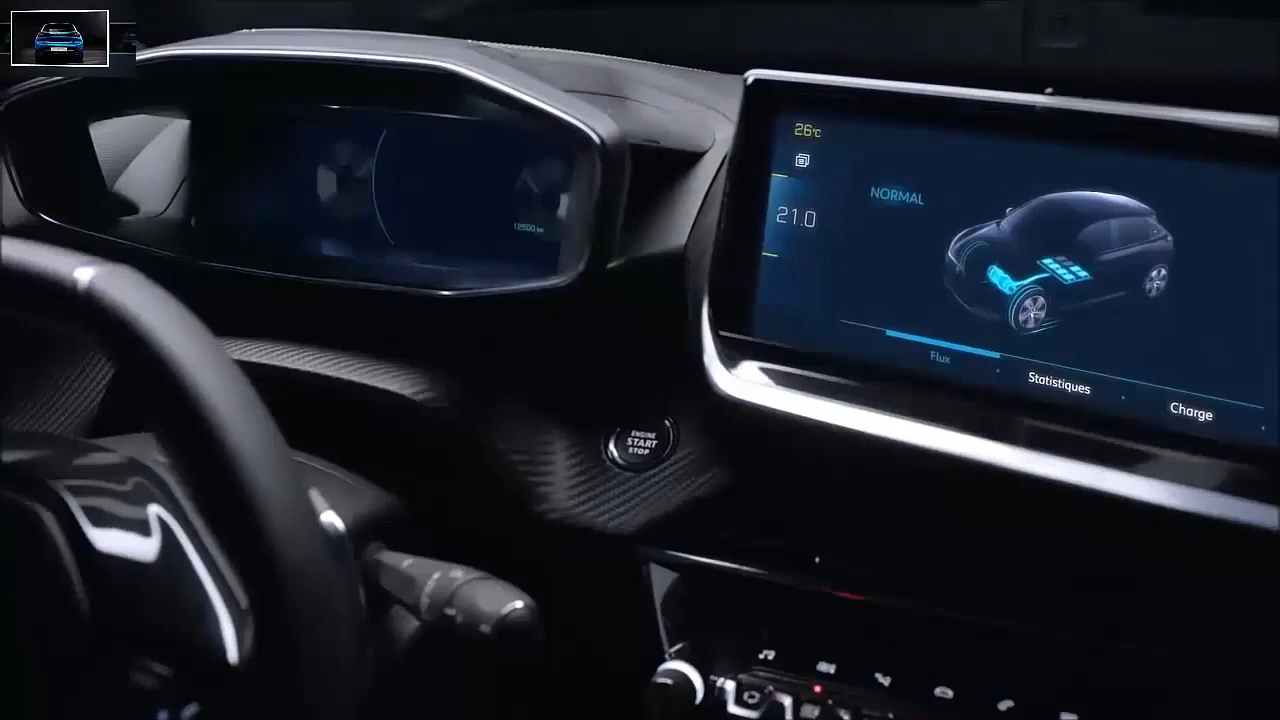 26°C
NORMAL
21.0
12500 km
Flux
Statistiques
Charge
ENGINE
START
STOP